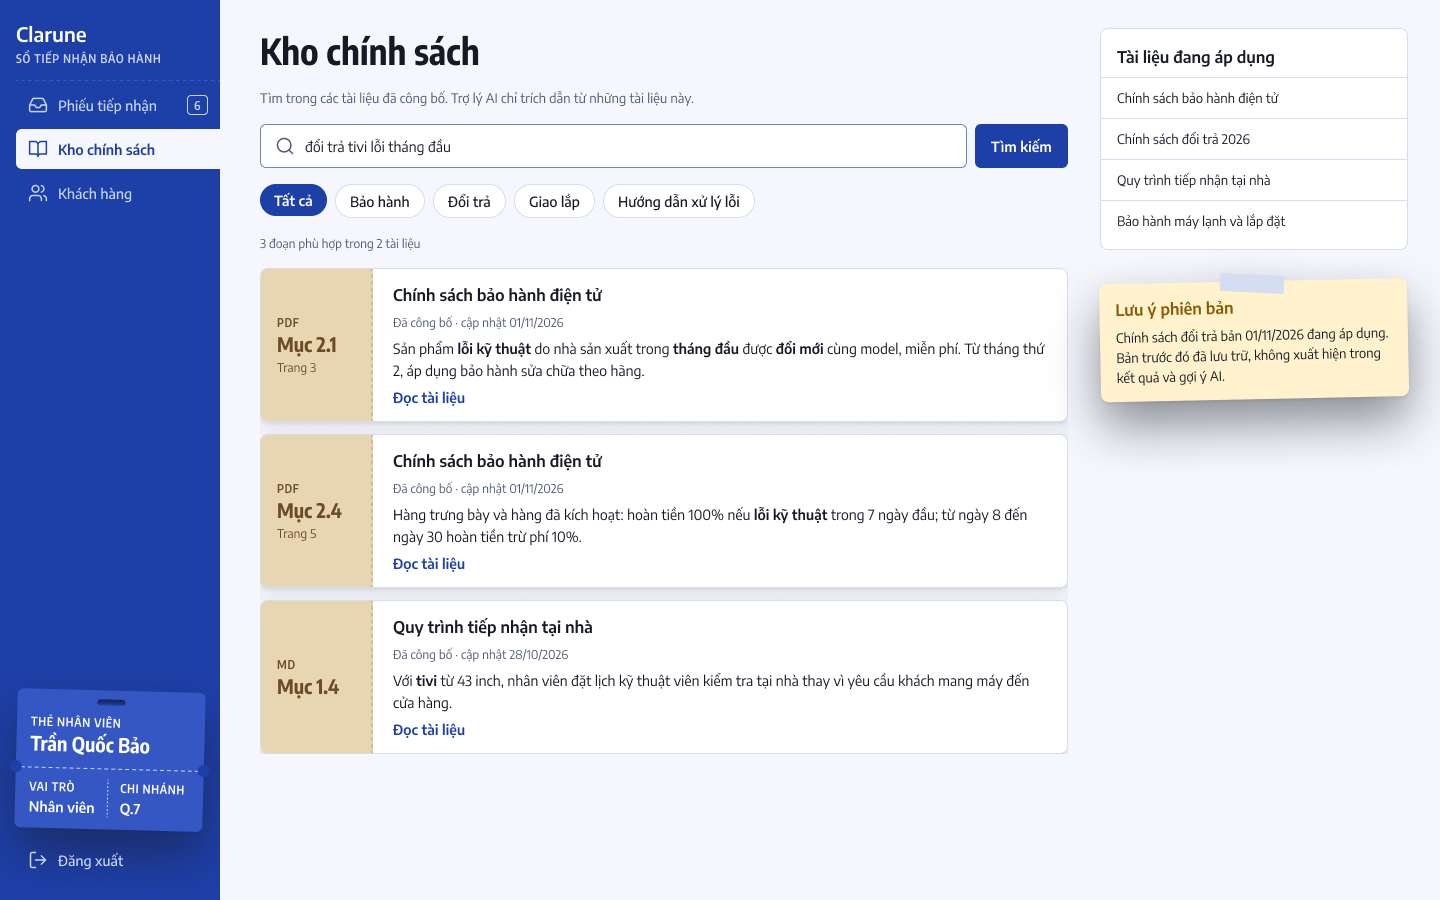 Clarune
SỔ TIẾP NHẬN BẢO HÀNH
Phiếu tiếp nhận 6
Kho chính sách
Khách hàng
THẺ NHÂN VIÊN
Trần Quốc Bảo
VAI TRÒ CHI NHÁNH
Nhân viên Q.7
Đăng xuất
Kho chính sách
Tìm trong các tài liệu đã công bố. Trợ lý AI chỉ trích dẫn từ những tài liệu này.
đổi trả tivi lỗi tháng đầu
Tìm kiếm
Tất cả Bảo hành Đổi trả Giao lắp Hướng dẫn xử lý lỗi
3 đoạn phù hợp trong 2 tài liệu
PDF
Mục 2.1
Trang 3
Chính sách bảo hành điện tử
Đã công bố · cập nhật 01/11/2026
Sản phẩm lỗi kỹ thuật do nhà sản xuất trong tháng đầu được đổi mới cùng model, miễn phí. Từ tháng thứ
2, áp dụng bảo hành sửa chữa theo hãng.
Đọc tài liệu
PDF
Mục 2.4
Trang 5
Chính sách bảo hành điện tử
Đã công bố · cập nhật 01/11/2026
Hàng trưng bày và hàng đã kích hoạt: hoàn tiền 100% nếu lỗi kỹ thuật trong 7 ngày đầu; từ ngày 8 đến
ngày 30 hoàn tiền trừ phí 10%.
Đọc tài liệu
MD
Mục 1.4
Quy trình tiếp nhận tại nhà
Đã công bố · cập nhật 28/10/2026
Với tivi từ 43 inch, nhân viên đặt lịch kỹ thuật viên kiểm tra tại nhà thay vì yêu cầu khách mang máy đến
cửa hàng.
Đọc tài liệu
Tài liệu đang áp dụng
Chính sách bảo hành điện tử
Chính sách đổi trả 2026
Quy trình tiếp nhận tại nhà
Bảo hành máy lạnh và lắp đặt
Lưu ý phiên bản
Chính sách đổi trả bản 01/11/2026 đang áp dụng.
Bản trước đó đã lưu trữ, không xuất hiện trong
kết quả và gợi ý AI.